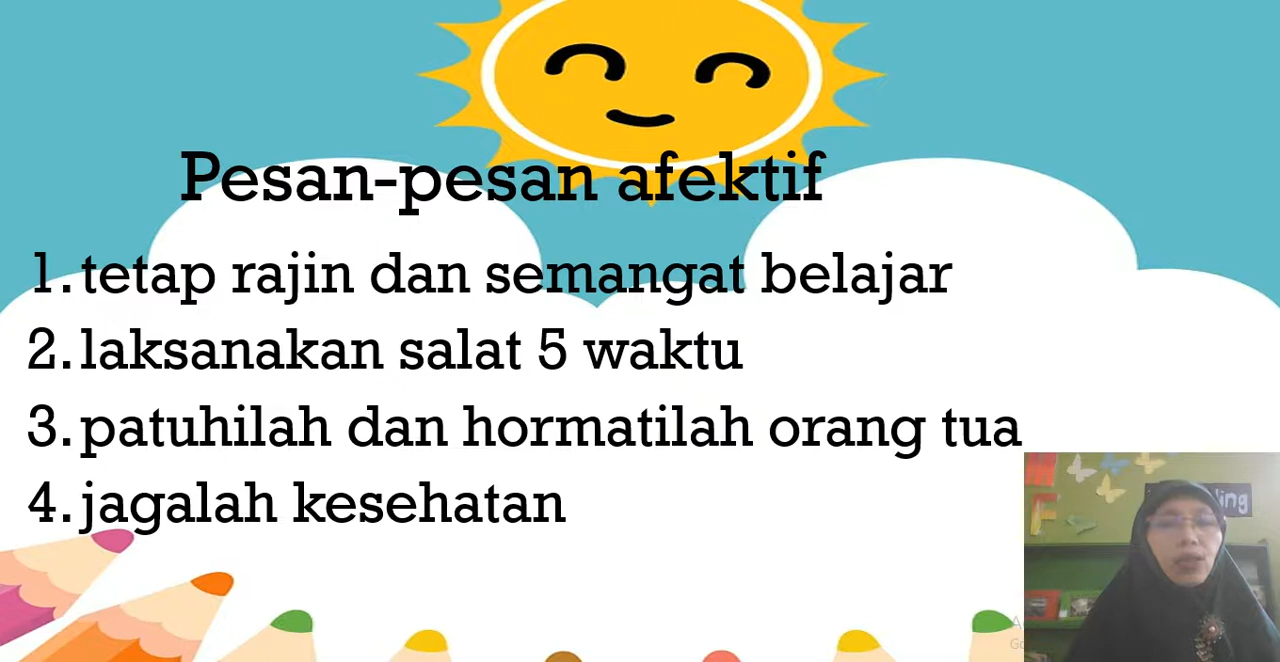 Pesan-pesan afektif
1. tetap rajin dan semangat belajar
2. laksanakan salat 5 waktu
3. patuhilah dan hormatilah orang tua
4. jagalah kesehatan